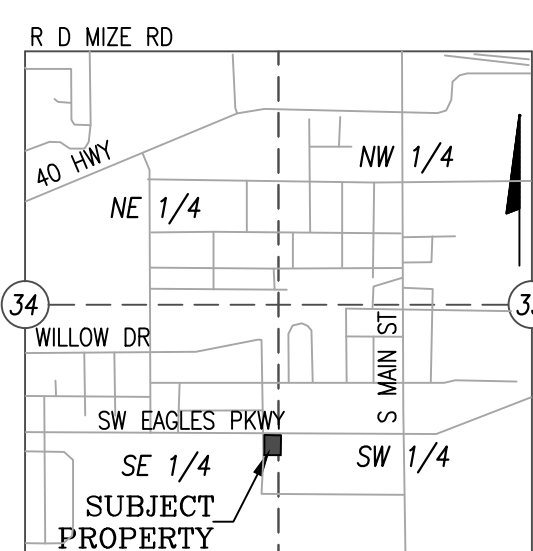 R D MIZE RD
40 HWY
NW 1/4
NE 1/4
34
WILLOW DR
S MAIN ST
SW EAGLES PKWY
SE 1/4
SW 1/4
SUBJECT
PROPERTY